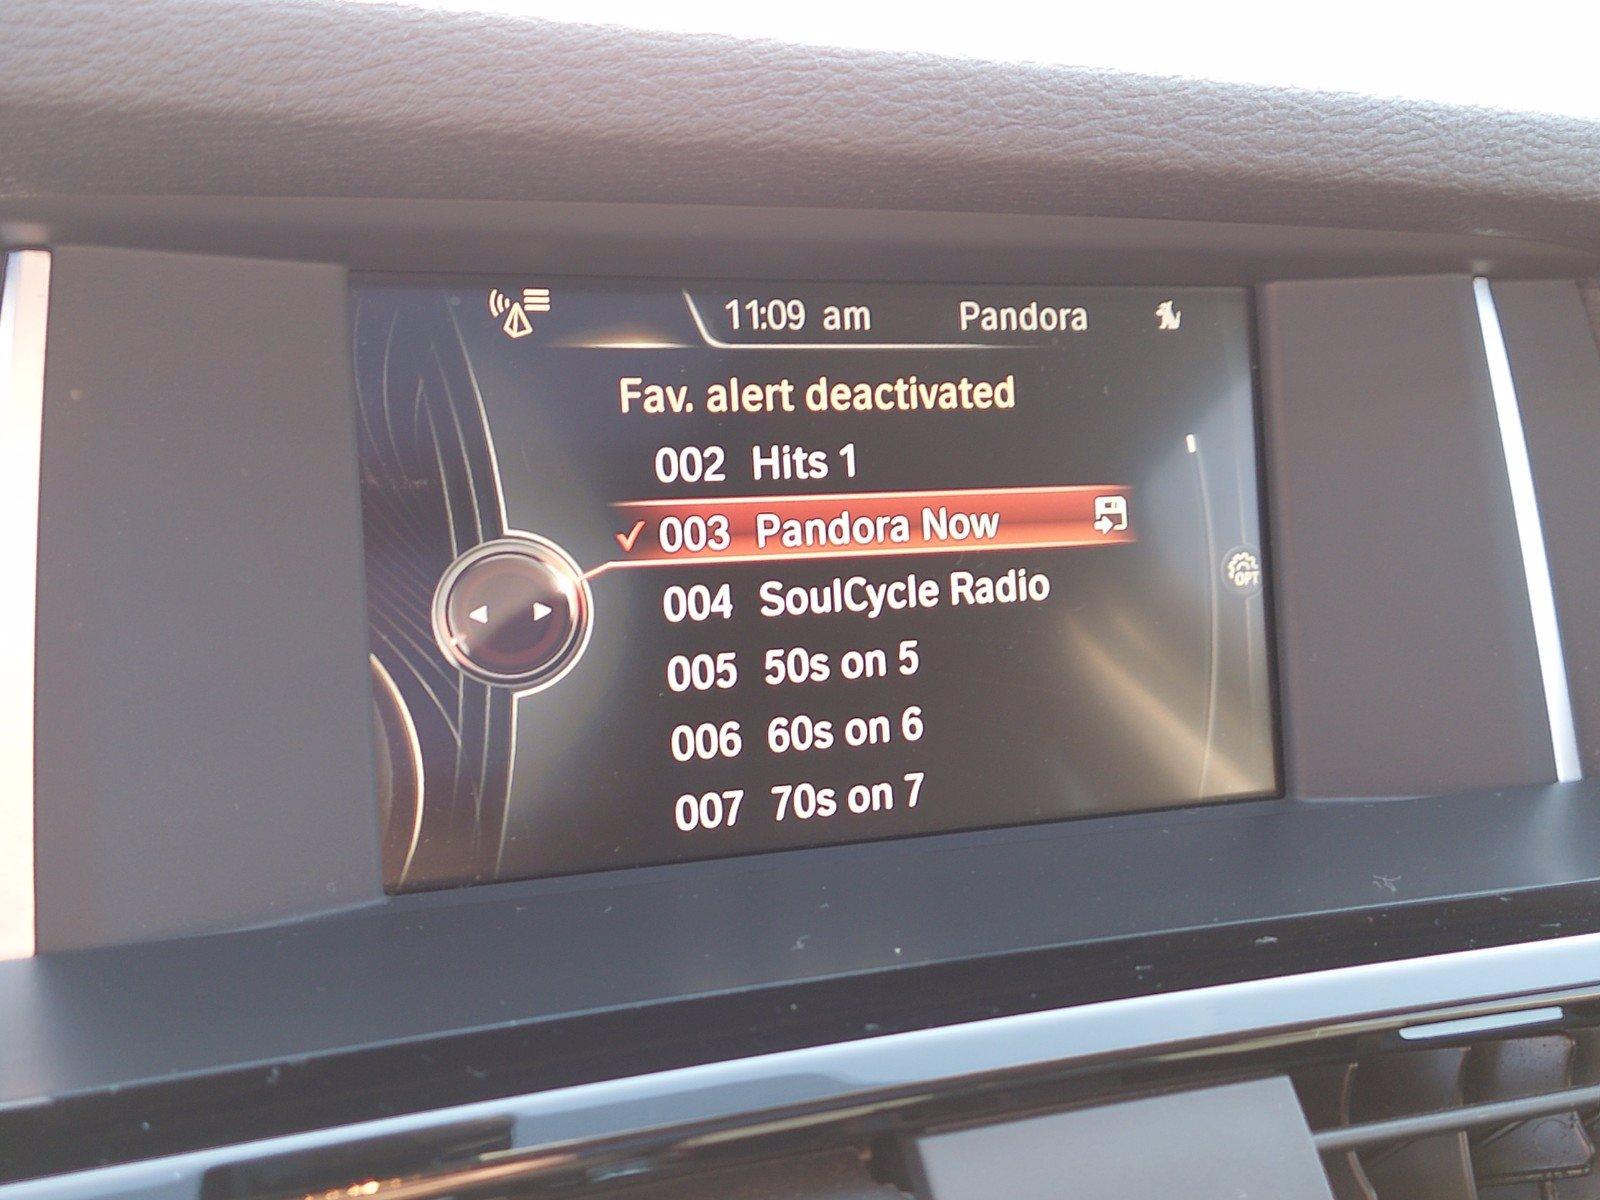 11:09 am Pandora
Fav. alert deactivated
002 Hits 1
003 Pandora Now
004 SoulCycle Radio
OPT
005 50s on 5
006 60s on 6
007 70s on 7